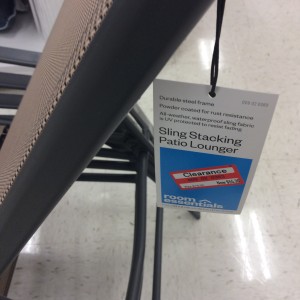 Durable steel frame
Powder coated for rust resistance
All-weather, waterproof sling fabric
is UV protected to resist fading.
Sling Stacking
Patio Lounger
Clearance
room
essentials